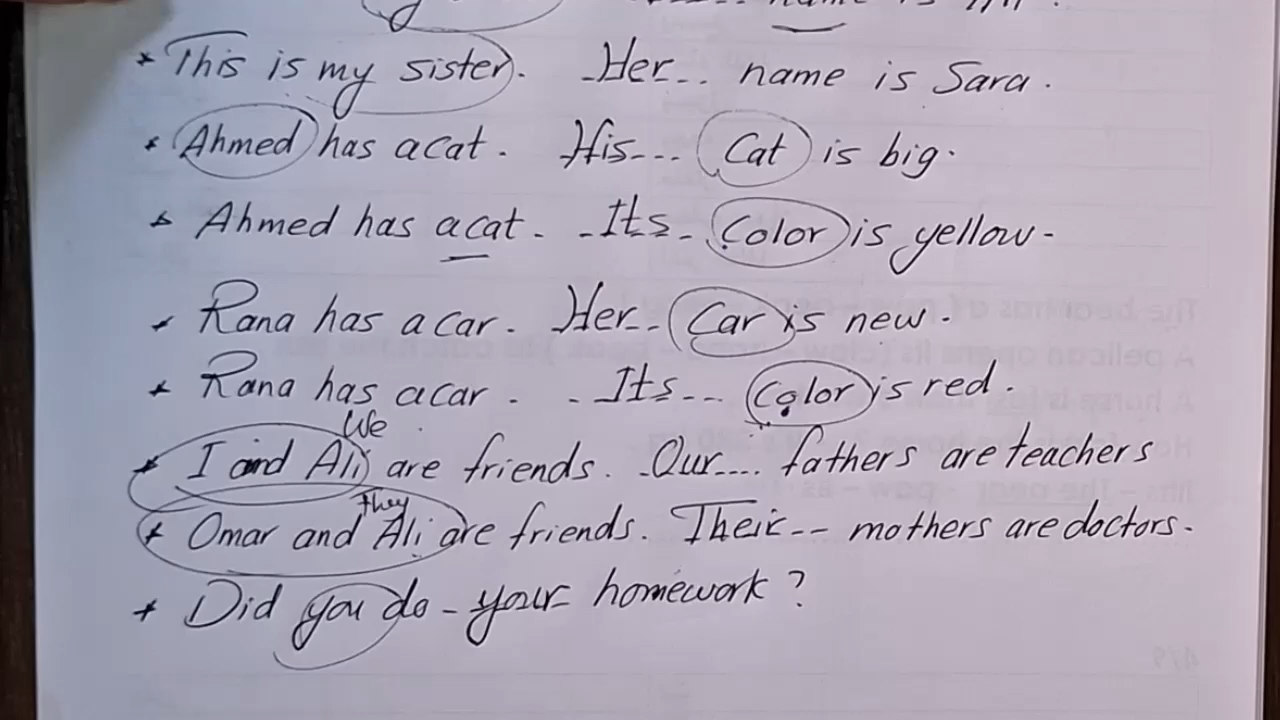 name is
* This is my sister. -Her.. name is Sara.
* Ahmed has a cat. His--- Cat is big.
* Ahmed has a cat. -Its- Color is yellow-
* Rana has a car. Her-- Car is new.
* Rana has a car. -Its--- Color is red.
We
* I and Ali are friends. -Our.... fathers are teachers
they
* Omar and Ali are friends. Their-- mothers are doctors.
* Did you do - your- homework?